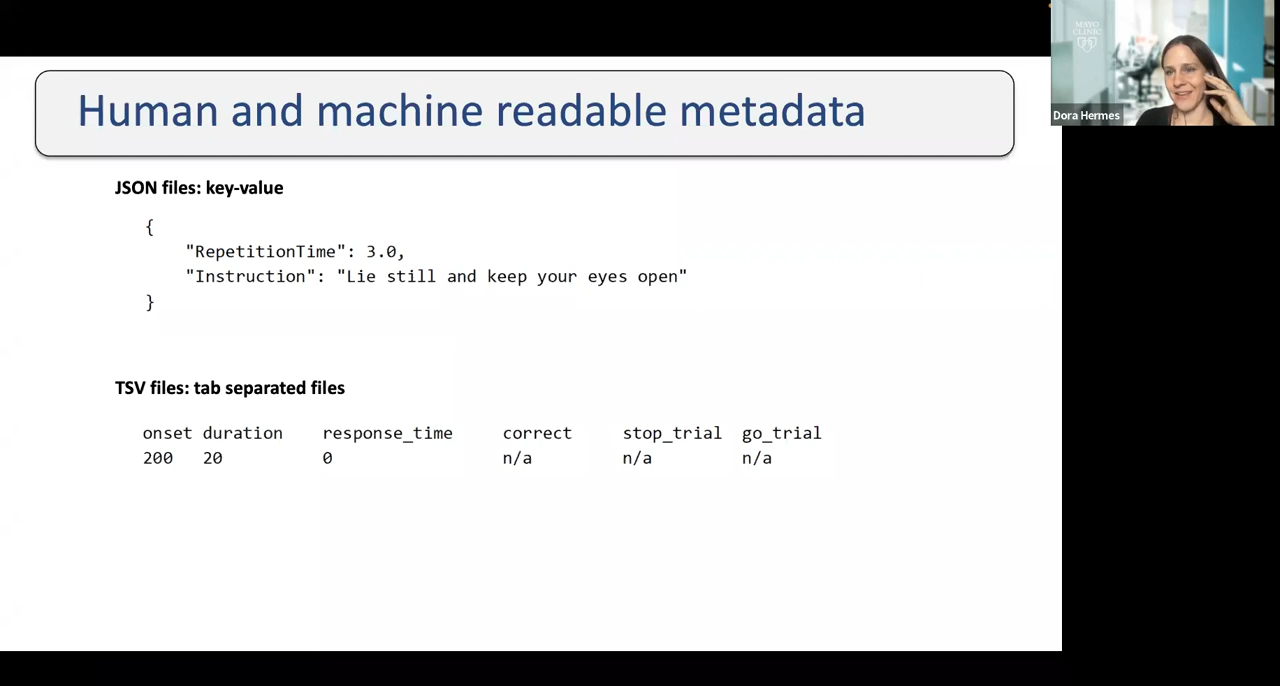 Human and machine readable metadata
MAYO
CLINIC
Dora Hermes
JSON files: key-value
{
"RepetitionTime": 3.0,
"Instruction": "Lie still and keep your eyes open"
}
TSV files: tab separated files
onset duration response_time correct stop_trial go_trial
200 20 0 n/a n/a n/a